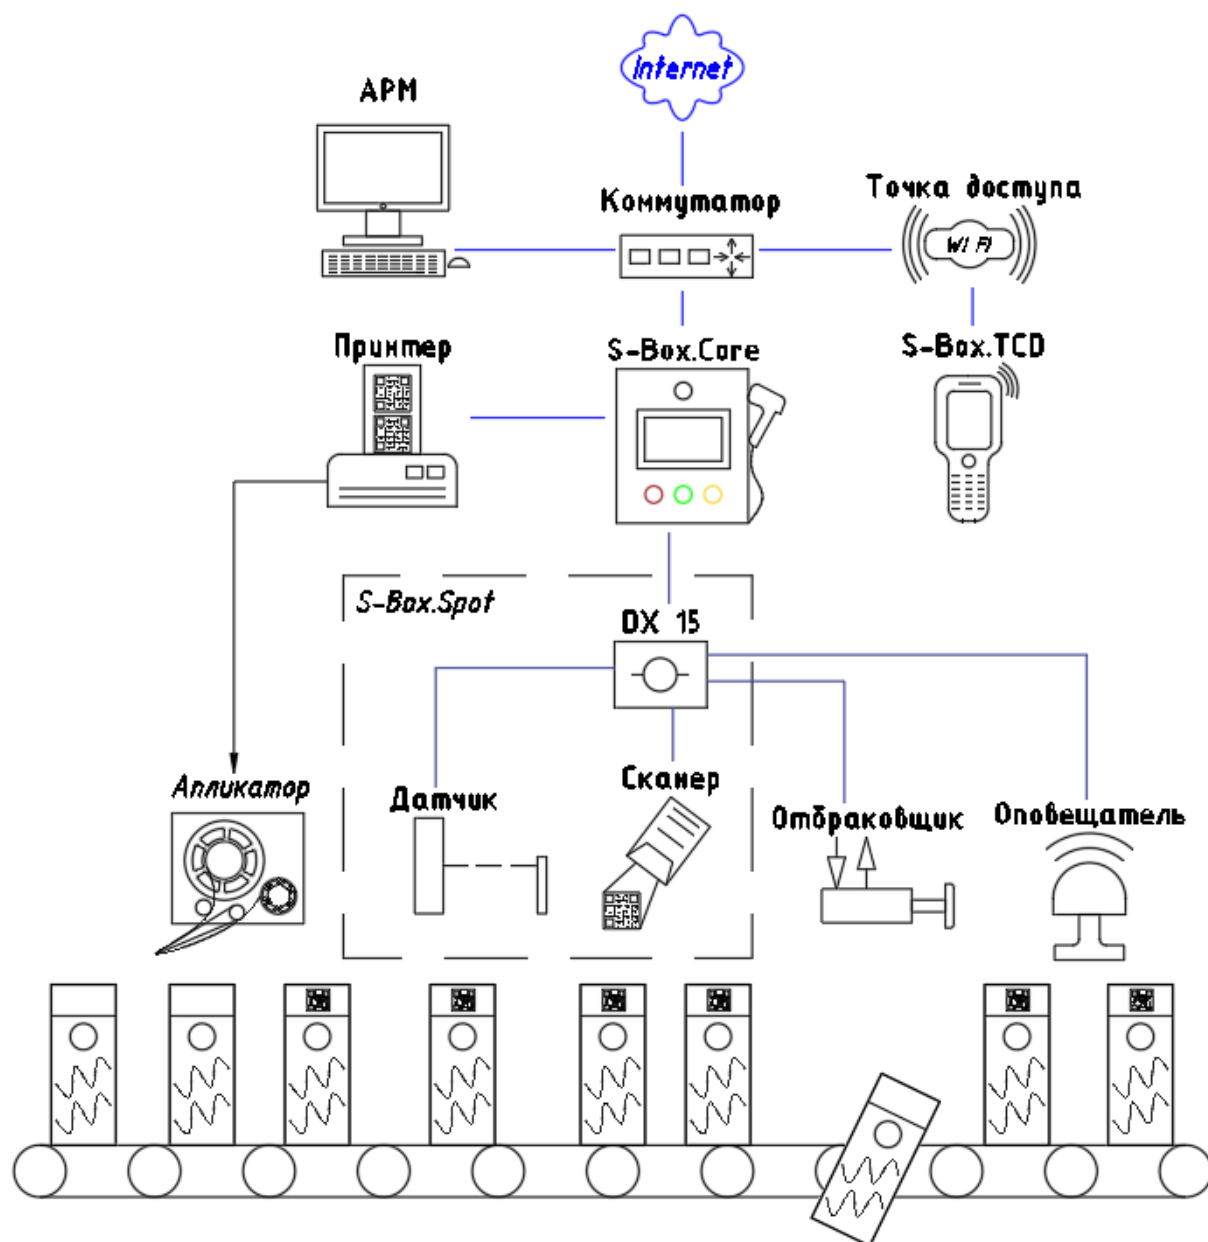 Internet
АРМ
Коммутатор
Точка доступа
WI FI
Принтер
S-Box.Core
S-Box.TCD
S-Box.Spot
DX 15
Апликатор
Датчик
Сканер
Отбраковщик
Оповещатель